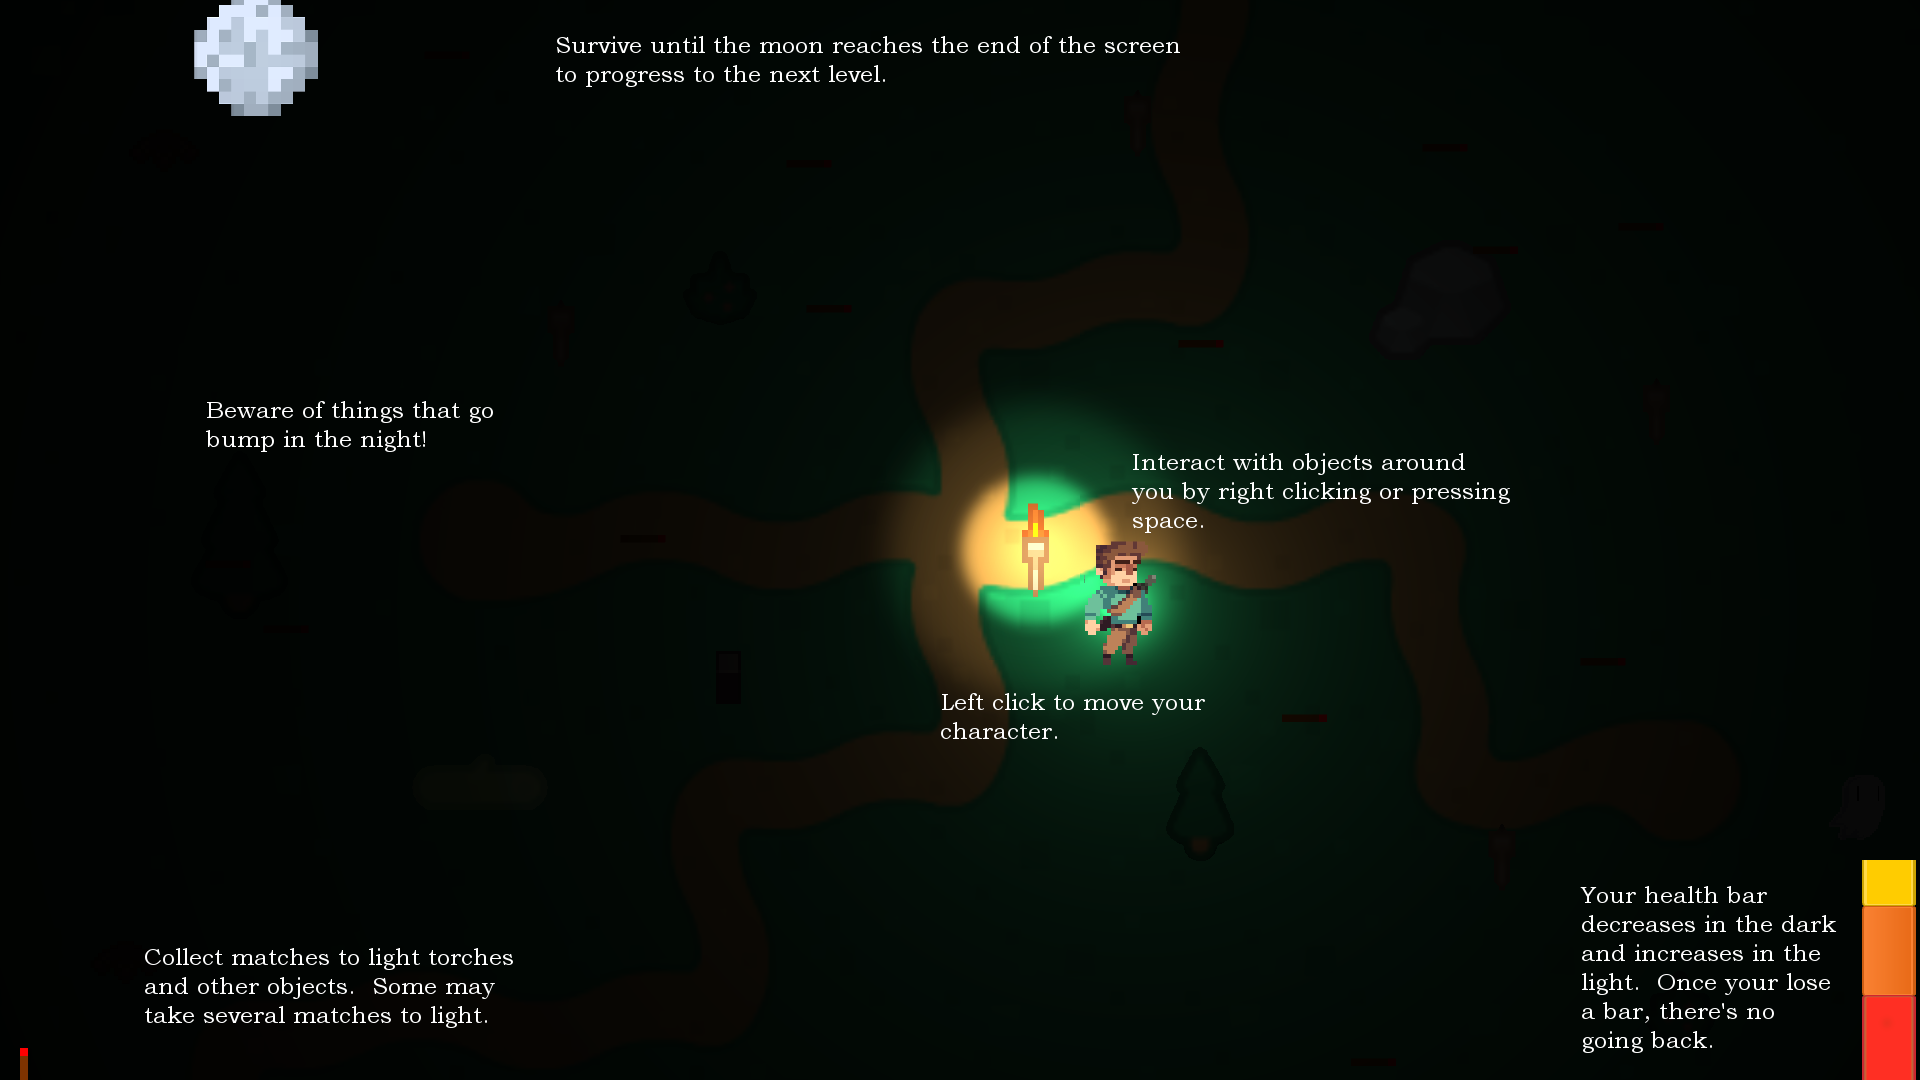 Survive until the moon reaches the end of the screen
to progress to the next level.
Beware of things that go
bump in the night!
Interact with objects around
you by right clicking or pressing
space.
Left click to move your
character.
Collect matches to light torches
and other objects.  Some may
take several matches to light.
Your health bar
decreases in the dark
and increases in the
light.  Once your lose
a bar, there's no
going back.